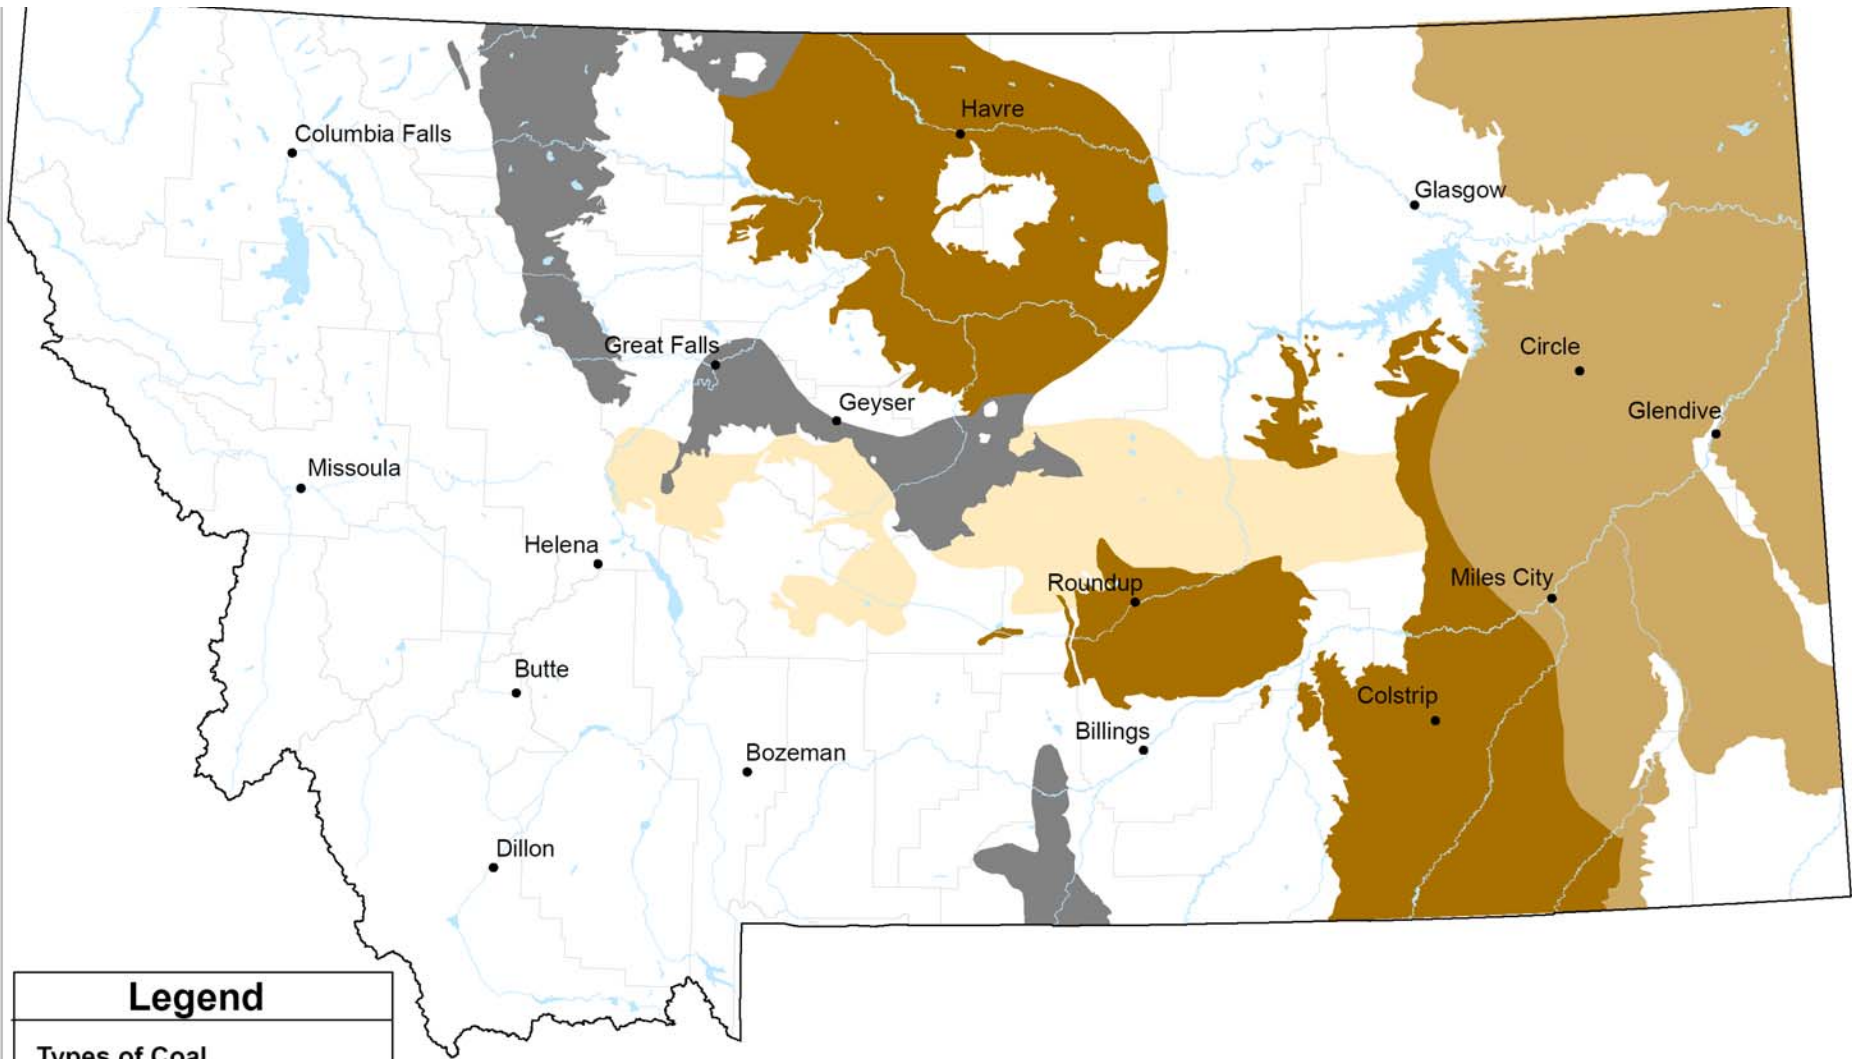 Havre
Columbia Falls
Glasgow
Great Falls
Circle
Geyser
Glendive
Missoula
Helena
Roundup
Miles City
Butte
Colstrip
Billings
Bozeman
Dillon
Legend
Types of Coal